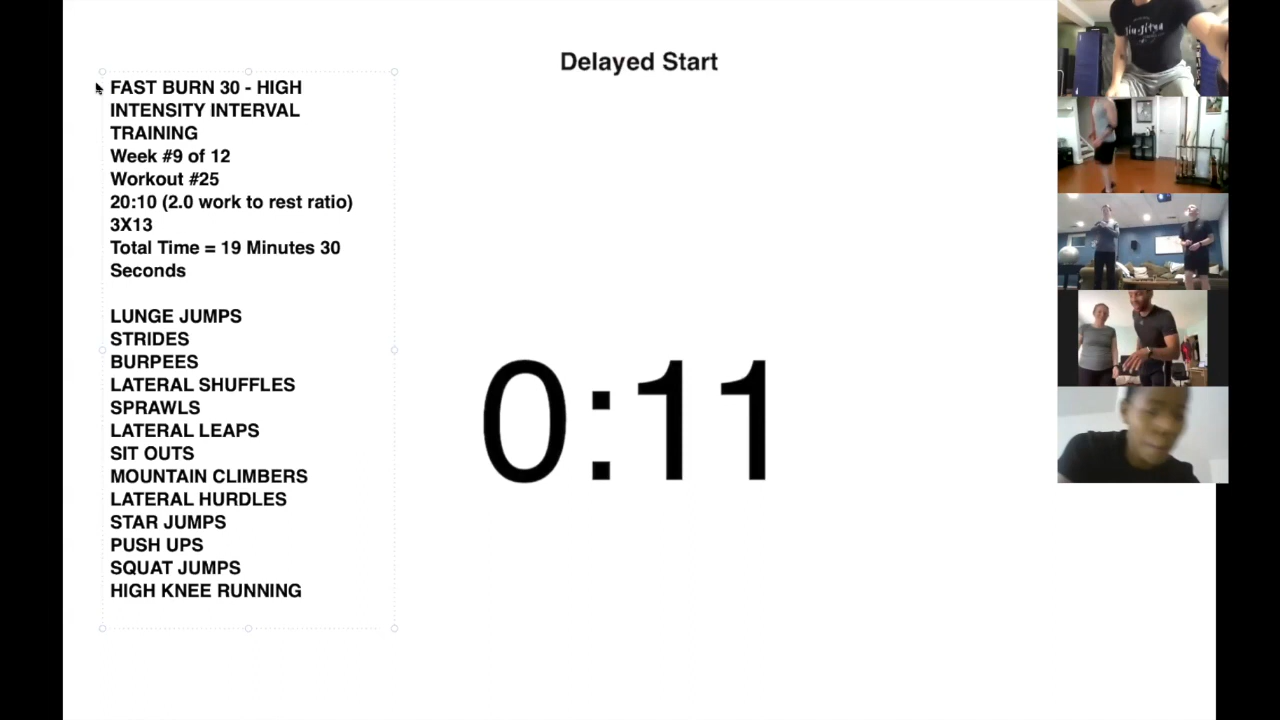 Delayed Start
FAST BURN 30 - HIGH
INTENSITY INTERVAL
TRAINING
Week #9 of 12
Workout #25
20:10 (2.0 work to rest ratio)
3X13
Total Time = 19 Minutes 30
Seconds
LUNGE JUMPS
STRIDES
BURPEES
LATERAL SHUFFLES
SPRAWLS
LATERAL LEAPS
SIT OUTS
MOUNTAIN CLIMBERS
LATERAL HURDLES
STAR JUMPS
PUSH UPS
SQUAT JUMPS
HIGH KNEE RUNNING
0:11
Jiu-Jitsu